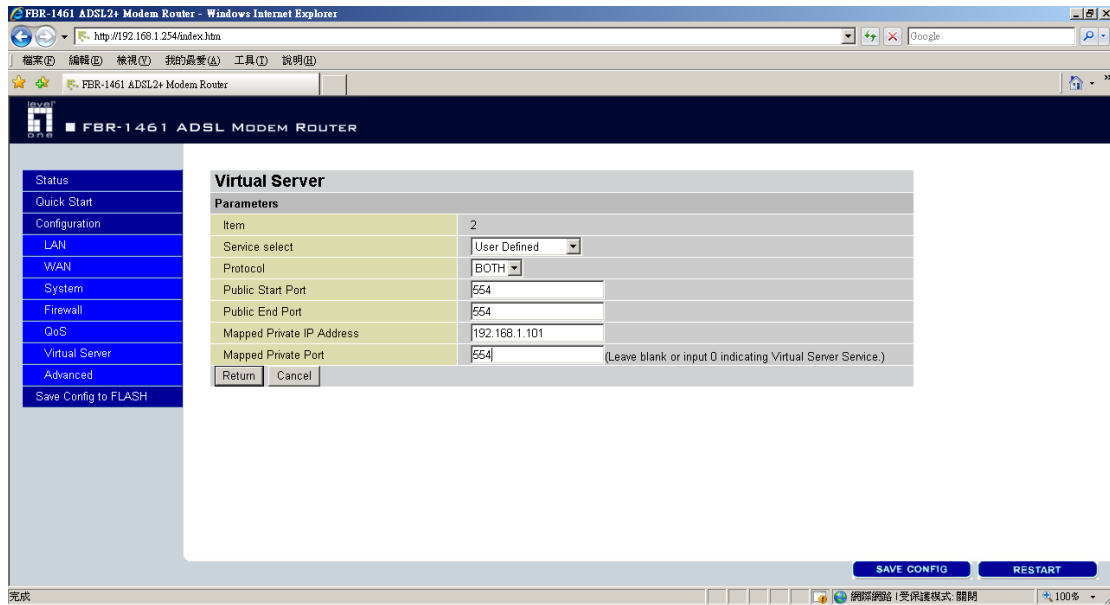 FBR-1461 ADSL2+ Modem Router - Windows Internet Explorer
http://192.168.1.254/index.htm
Google
檔案(F) 編輯(E) 檢視(V) 我的最愛(A) 工具(T) 說明(H)
FBR-1461 ADSL2+ Modem Router
level one
FBR-1461 ADSL Modem Router
Status
Quick Start
Configuration
LAN
WAN
System
Firewall
QoS
Virtual Server
Advanced
Save Config to FLASH
Virtual Server
Parameters
Item 2
Service select User Defined
Protocol BOTH
Public Start Port 554
Public End Port 554
Mapped Private IP Address 192.168.1.101
Mapped Private Port 554 (Leave blank or input 0 indicating Virtual Server Service.)
Return Cancel
SAVE CONFIG RESTART
完成 網際網路 | 受保護模式: 關閉 100%